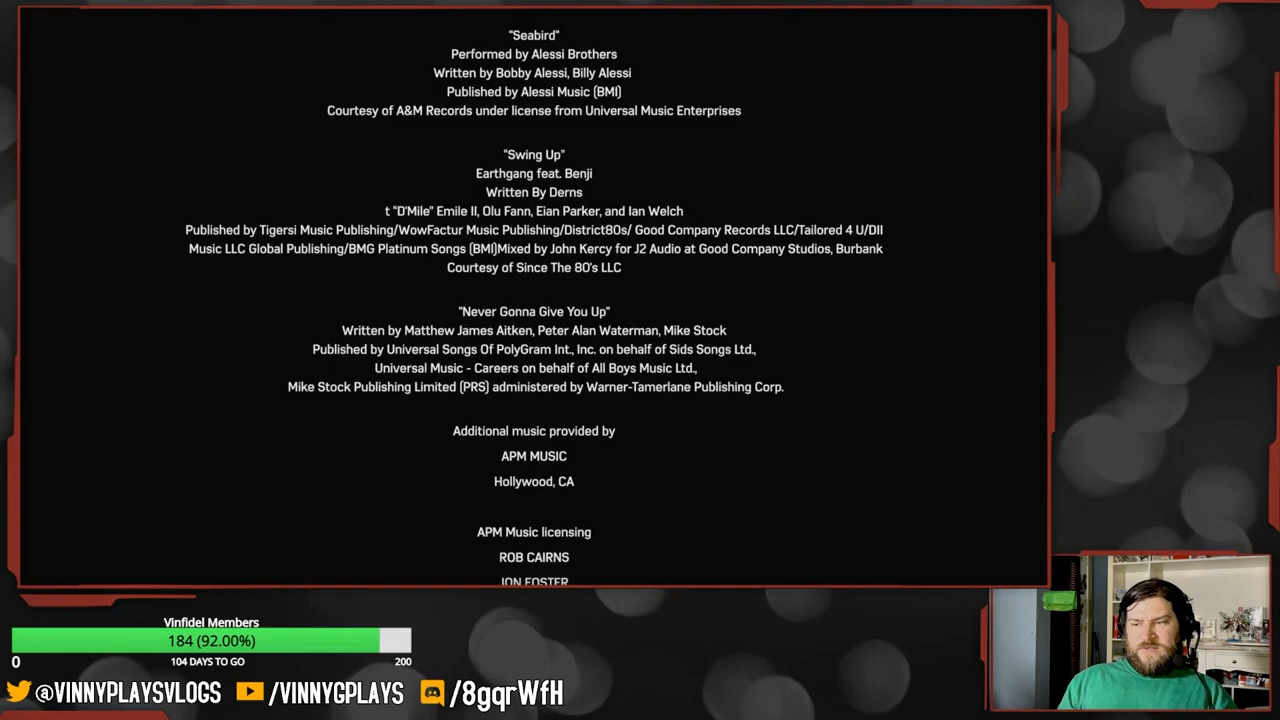 "Seabird"
Performed by Alessi Brothers
Written by Bobby Alessi, Billy Alessi
Published by Alessi Music (BMI)
Courtesy of A&M Records under license from Universal Music Enterprises
"Swing Up"
Earthgang feat. Benji
Written By Derns
t "D'Mile" Emile II, Olu Fann, Eian Parker, and Ian Welch
Published by Tigersi Music Publishing/WowFactur Music Publishing/District80s/ Good Company Records LLC/Tailored 4 U/DII
Music LLC Global Publishing/BMG Platinum Songs (BMI)Mixed by John Kercy for J2 Audio at Good Company Studios, Burbank
Courtesy of Since The 80's LLC
"Never Gonna Give You Up"
Written by Matthew James Aitken, Peter Alan Waterman, Mike Stock
Published by Universal Songs Of PolyGram Int., Inc. on behalf of Sids Songs Ltd.,
Universal Music - Careers on behalf of All Boys Music Ltd.,
Mike Stock Publishing Limited (PRS) administered by Warner-Tamerlane Publishing Corp.
Additional music provided by
APM MUSIC
Hollywood, CA
APM Music licensing
ROB CAIRNS
JON FOSTER
Vinfidel Members
184 (92.00%)
0 104 DAYS TO GO 200
@VINNYPLAYSVLOGS /VINNYGPLAYS /8gqrWfH